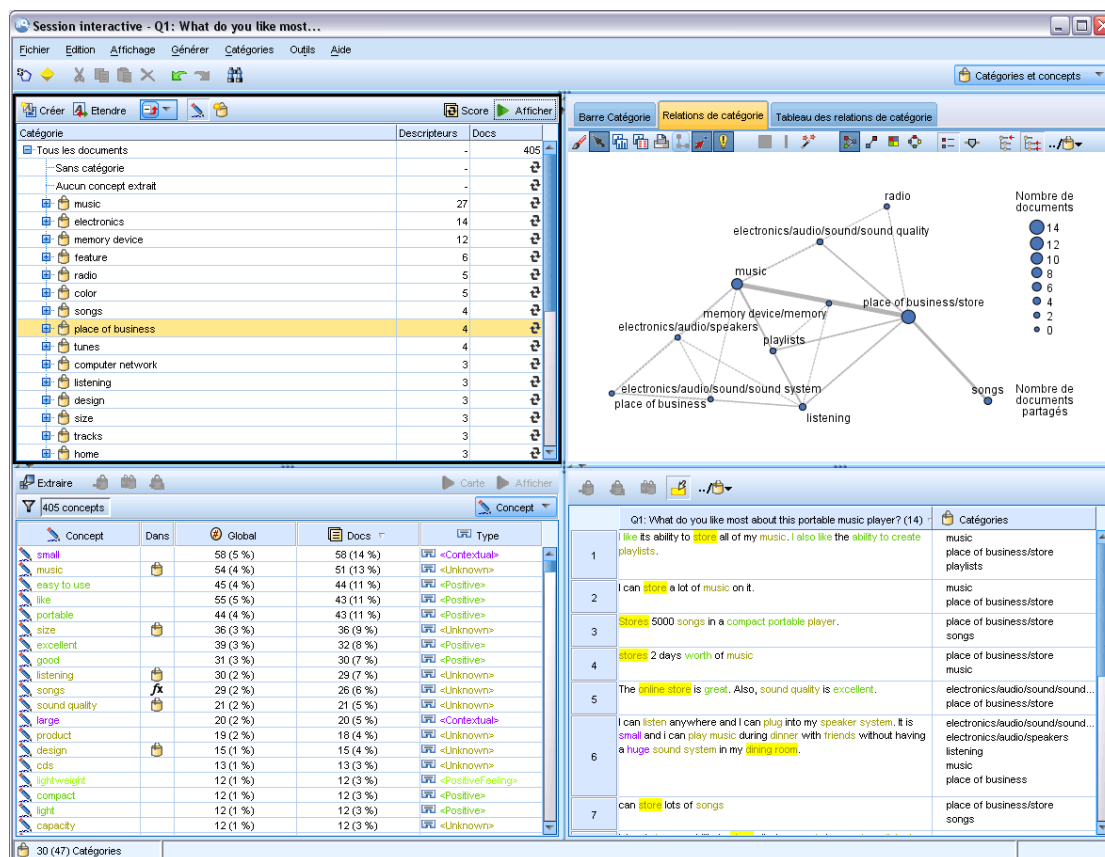 Session interactive - Q1: What do you like most...
Fichier Edition Affichage Générer Catégories Outils Aide
Catégories et concepts
Créer Etendre Score Afficher
Catégorie Descripteurs Docs
Tous les documents - 405
Sans catégorie -
Aucun concept extrait -
music 27
electronics 14
memory device 12
feature 6
radio 5
color 5
songs 4
place of business 4
tunes 4
computer network 3
listening 3
design 3
size 3
tracks 3
home 3
Barre Catégorie Relations de catégorie Tableau des relations de catégorie
radio
electronics/audio/sound/sound quality
music
place of business/store
memory device/memory
electronics/audio/speakers
playlists
electronics/audio/sound/sound system
place of business
listening
songs
Nombre de
documents
14
12
10
8
6
4
2
0
Nombre de
documents
partagés
Extraire Carte Afficher
405 concepts Concept
Concept Dans Global Docs Type
small 58 (5 %) 58 (14 %) <Contextual>
music 54 (4 %) 51 (13 %) <Unknown>
easy to use 45 (4 %) 44 (11 %) <Positive>
like 55 (5 %) 43 (11 %) <Positive>
portable 44 (4 %) 43 (11 %) <Positive>
size 36 (3 %) 36 (9 %) <Unknown>
excellent 39 (3 %) 32 (8 %) <Positive>
good 31 (3 %) 30 (7 %) <Positive>
listening 30 (2 %) 29 (7 %) <Unknown>
songs fx 29 (2 %) 26 (6 %) <Unknown>
sound quality 21 (2 %) 21 (5 %) <Unknown>
large 20 (2 %) 20 (5 %) <Contextual>
product 19 (2 %) 18 (4 %) <Unknown>
design 15 (1 %) 15 (4 %) <Unknown>
cds 13 (1 %) 13 (3 %) <Unknown>
lightweight 12 (1 %) 12 (3 %) <PositiveFeeling>
compact 12 (1 %) 12 (3 %) <Positive>
light 12 (1 %) 12 (3 %) <Positive>
capacity 12 (1 %) 12 (3 %) <Unknown>
Q1: What do you like most about this portable music player? (14) Catégories
1
I like its ability to store all of my music. I also like the ability to create
playlists.
music
place of business/store
playlists
2
I can store a lot of music on it.
music
place of business/store
3
Stores 5000 songs in a compact portable player.
place of business/store
songs
4
stores 2 days worth of music
place of business/store
music
5
The online store is great. Also, sound quality is excellent.
electronics/audio/sound/sound...
place of business/store
6
I can listen anywhere and I can plug into my speaker system. It is
small and i can play music during dinner with friends without having
a huge sound system in my dining room.
electronics/audio/sound/sound...
electronics/audio/speakers
listening
music
place of business
7
can store lots of songs
place of business/store
songs
30 (47) Catégories